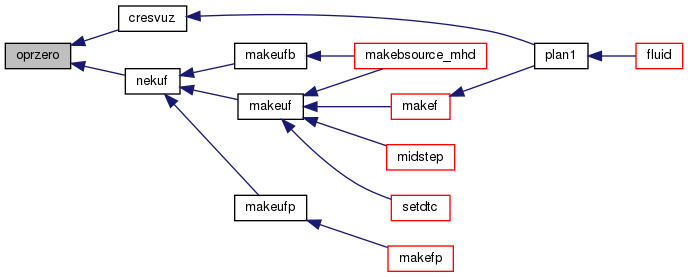 oprzero
cresvuz
nekuf
makeufb
makeuf
makeufp
makebsource_mhd
makef
midstep
setdtc
makefp
plan1
fluid